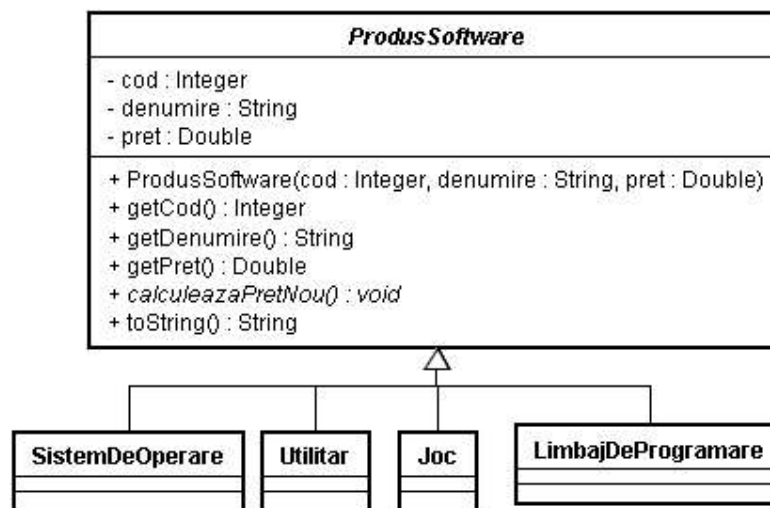 ProdusSoftware
- cod : Integer
- denumire : String
- pret : Double
+ ProdusSoftware(cod : Integer, denumire : String, pret : Double)
+ getCod() : Integer
+ getDenumire() : String
+ getPret() : Double
+ calculeazaPretNou() : void
+ toString() : String
SistemDeOperare
Utilitar
Joc
LimbajDeProgramare